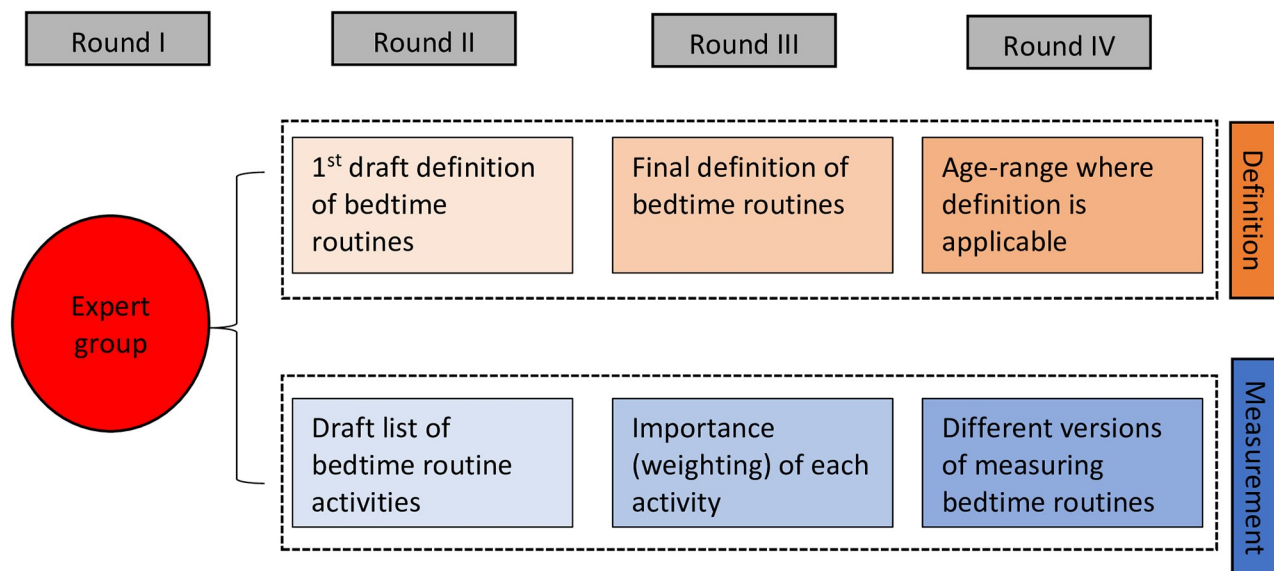 Round I
Round II
Round III
Round IV
Expert
group
1st draft definition
of bedtime
routines
Final definition of
bedtime routines
Age-range where
definition is
applicable
Definition
Draft list of
bedtime routine
activities
Importance
(weighting) of each
activity
Different versions
of measuring
bedtime routines
Measurement